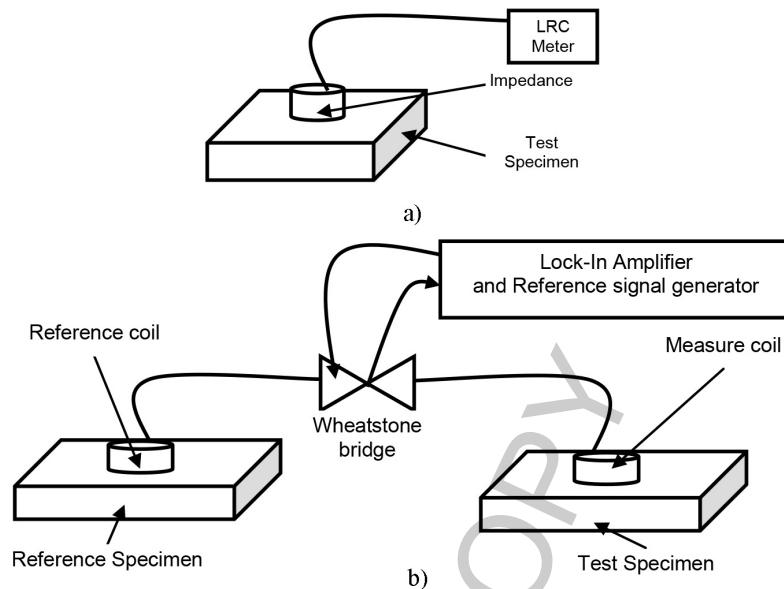 LRC
Meter
Impedance
Test
Specimen
a)
Lock-In Amplifier
and Reference signal generator
Reference coil
Measure coil
Wheatstone
bridge
Reference Specimen
Test Specimen
b)
OPY